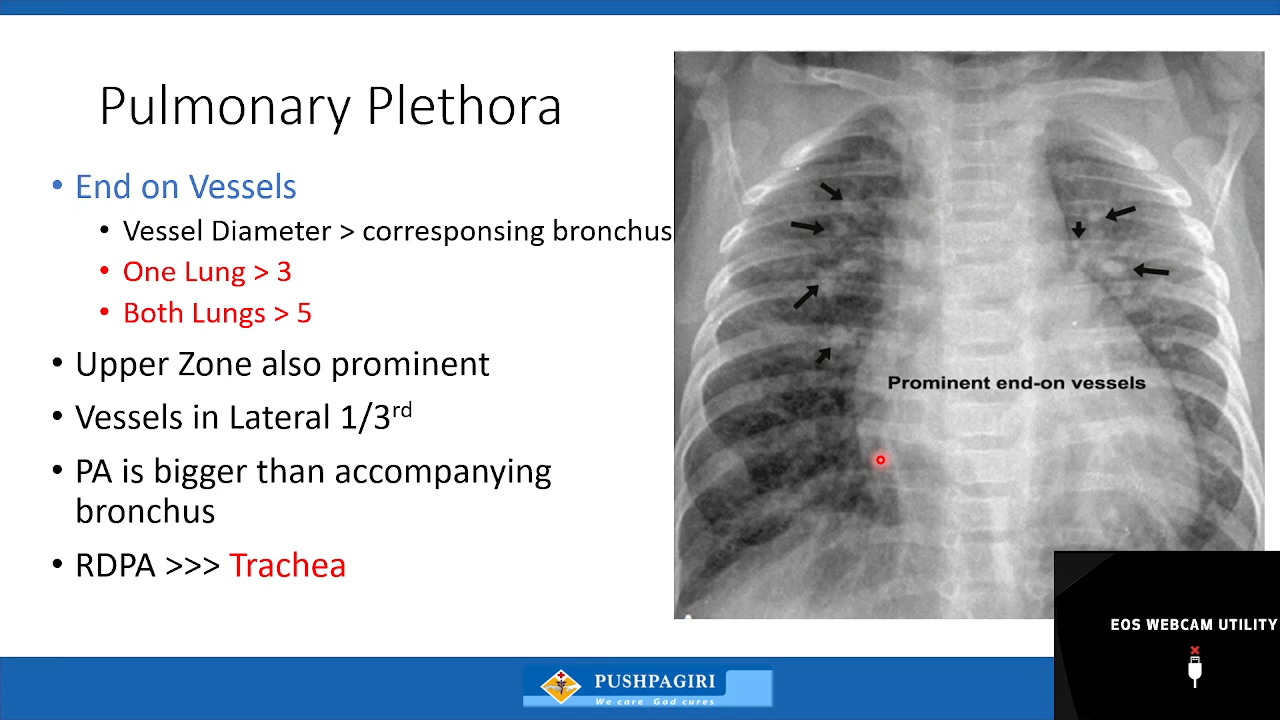 Pulmonary Plethora
• End on Vessels
• Vessel Diameter > corresponsing bronchus
• One Lung > 3
• Both Lungs > 5
• Upper Zone also prominent
• Vessels in Lateral 1/3rd
• PA is bigger than accompanying
bronchus
• RDPA >>> Trachea
Prominent end-on vessels
EOS WEBCAM UTILITY
PUSHPAGIRI
We care God cures